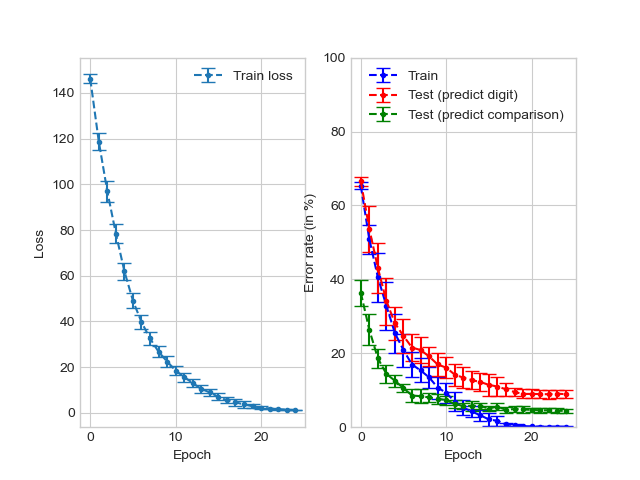 Train loss
140
120
100
80
60
40
20
0
Loss
0
10
20
Epoch
Train
Test (predict digit)
Test (predict comparison)
100
80
60
40
20
0
Error rate (in %)
0
10
20
Epoch